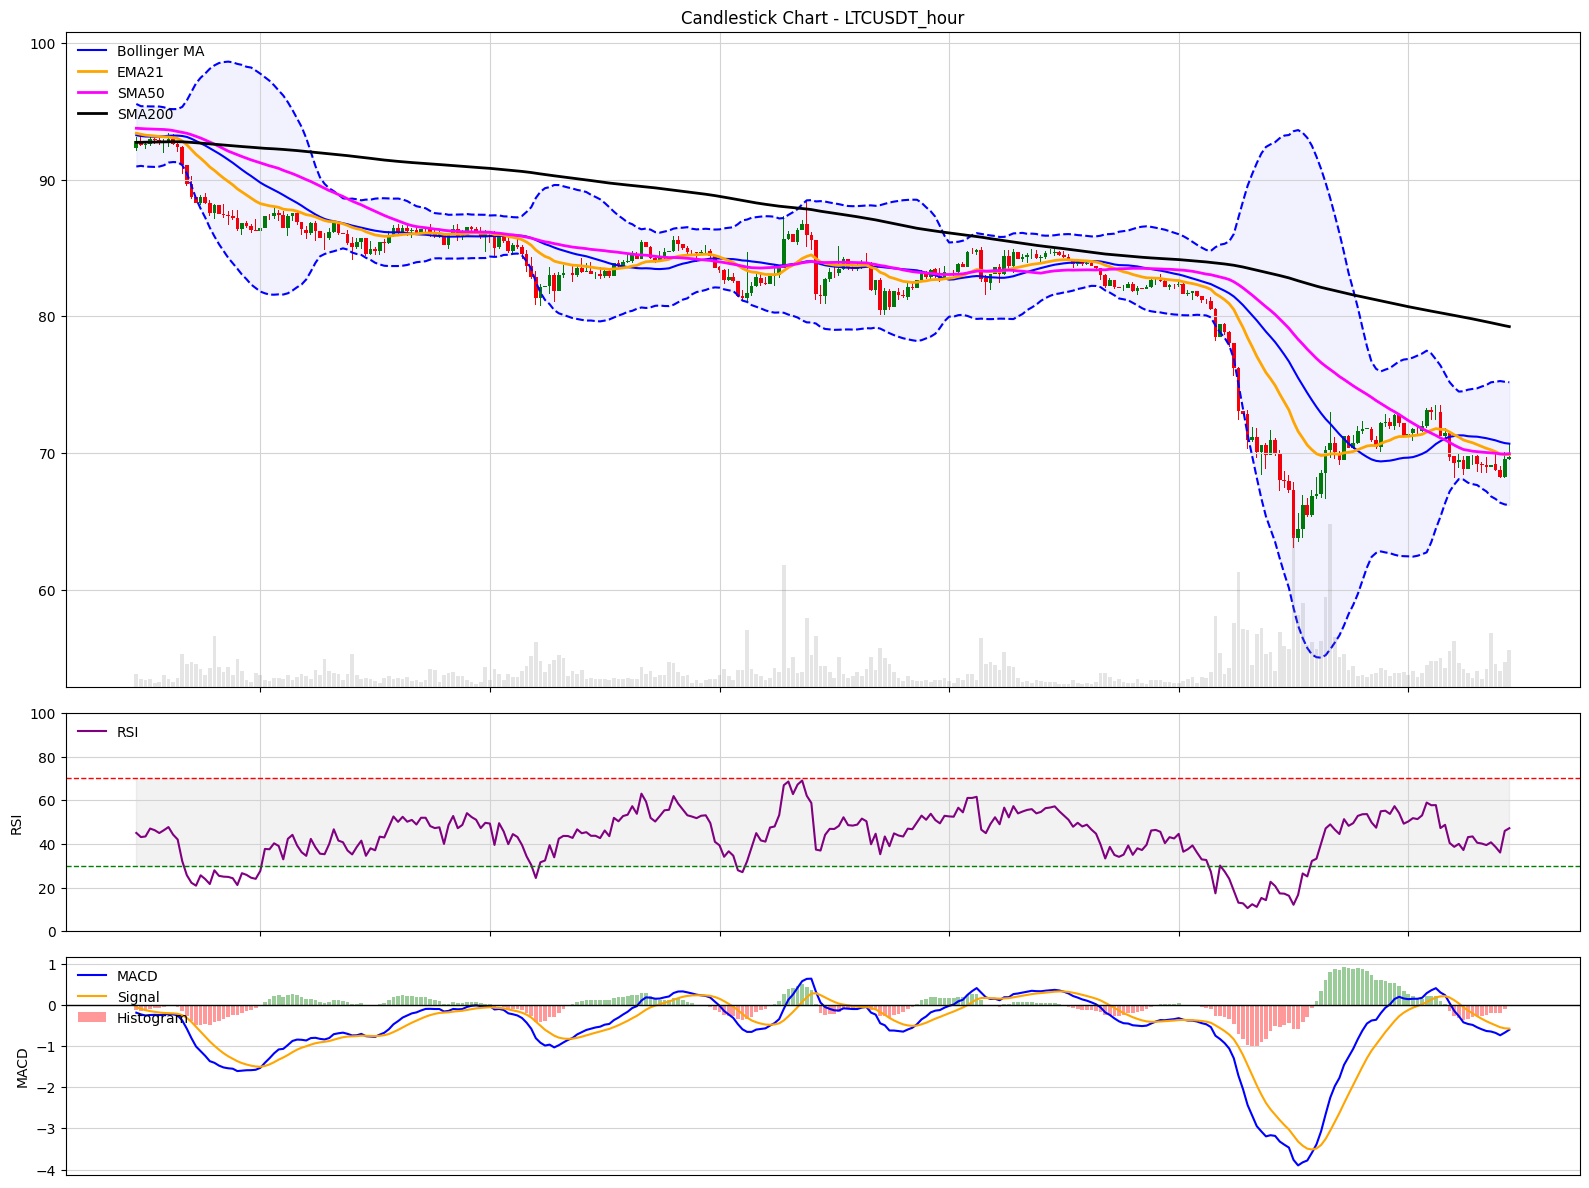 Candlestick Chart - LTCUSDT_hour
100
90
80
70
60
Bollinger MA
EMA21
SMA50
SMA200
100
80
60
40
20
0
RSI
RSI
1
0
−1
−2
−3
−4
MACD
MACD
Signal
Histogram